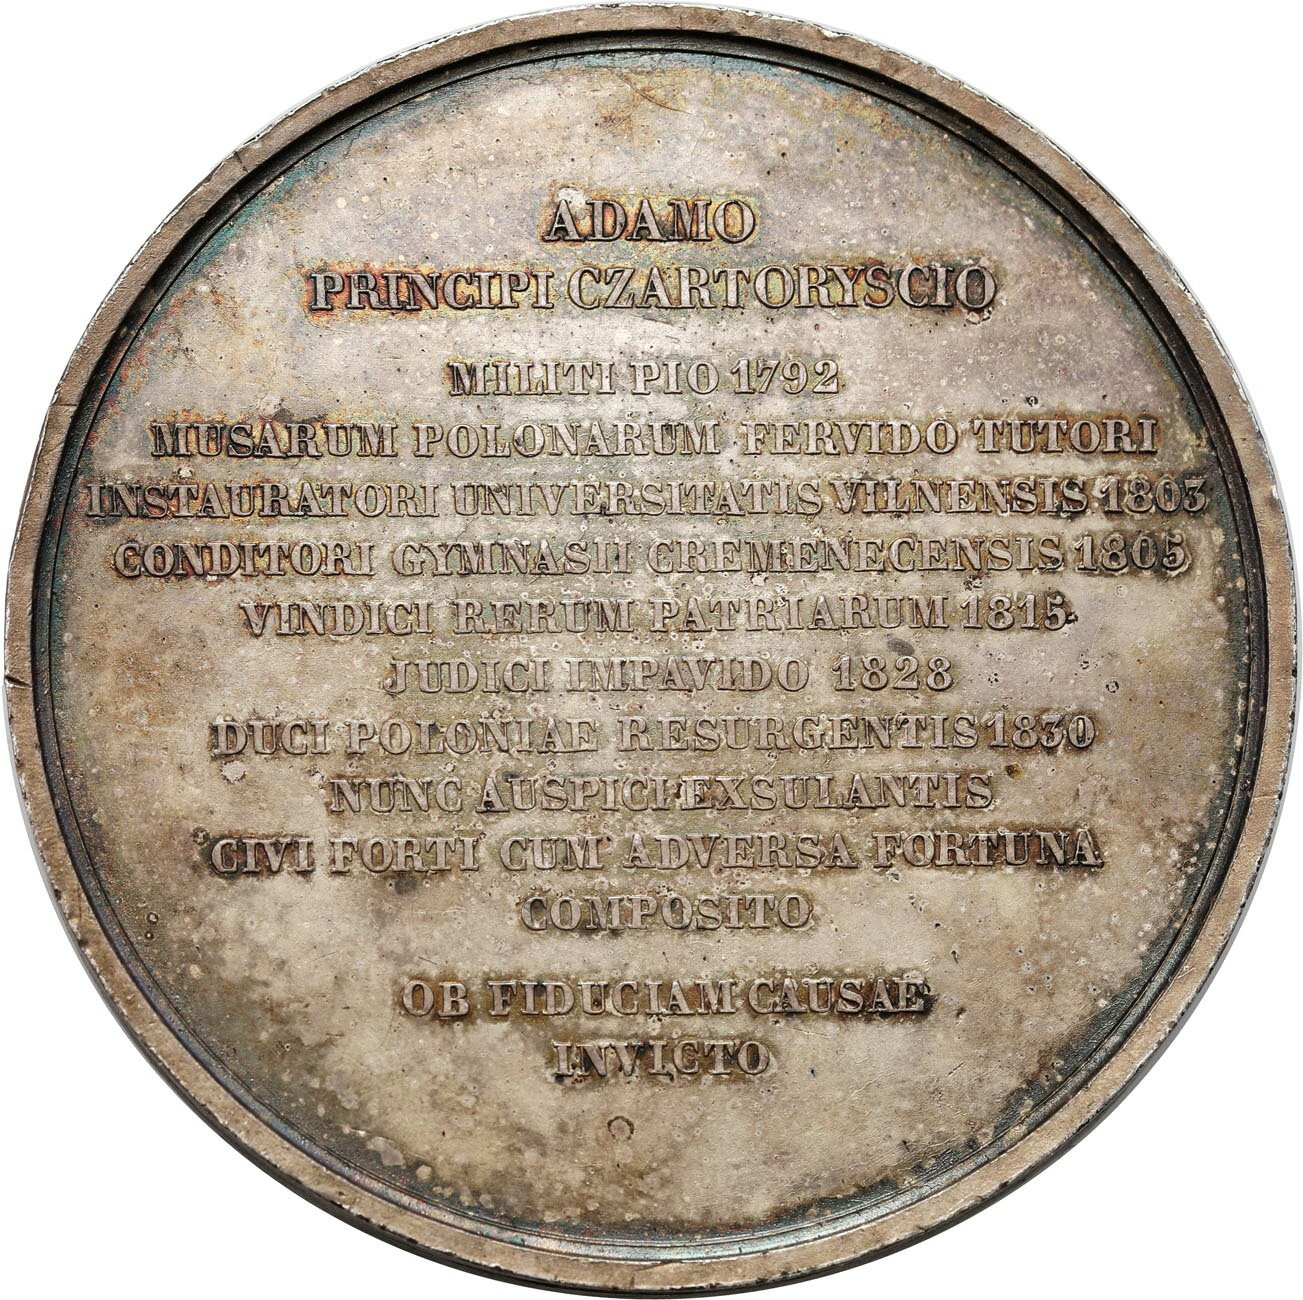 ADAMO
PRINCIPI CZARTORYSCIO
MILITI PIO 1792
MUSARUM POLONARUM FERVIDO TUTORI
INSTAURATORI UNIVERSITATIS VILNENSIS 1803
CONDITORI GYMNASII CREMENECENSIS 1805
VINDICI RERUM PATRIARUM 1815
JUDICI IMPAVIDO 1828
DUCI POLONIAE RESURGENTIS 1830
NUNC AUSPICI EXSULANTIS
CIVI FORTI CUM ADVERSA FORTUNA
COMPOSITO
OB FIDUCIAM CAUSAE
INVICTO